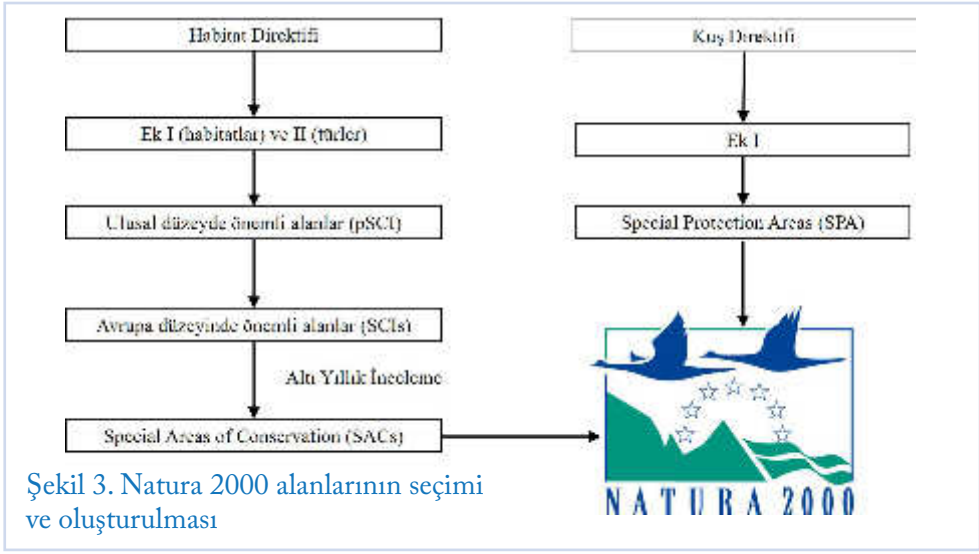 Habitat Direktifi
Ek I (habitatlar) ve II (türler)
Ulusal düzeyde önemli alanlar (pSCI)
Avrupa düzeyinde önemli alanlar (SCIs)
Altı Yıllık İnceleme
Special Areas of Conservation (SACs)
Kuş Direktifi
Ek I
Special Protection Areas (SPA)
NATURA 2000
Şekil 3. Natura 2000 alanlarının seçimi
ve oluşturulması